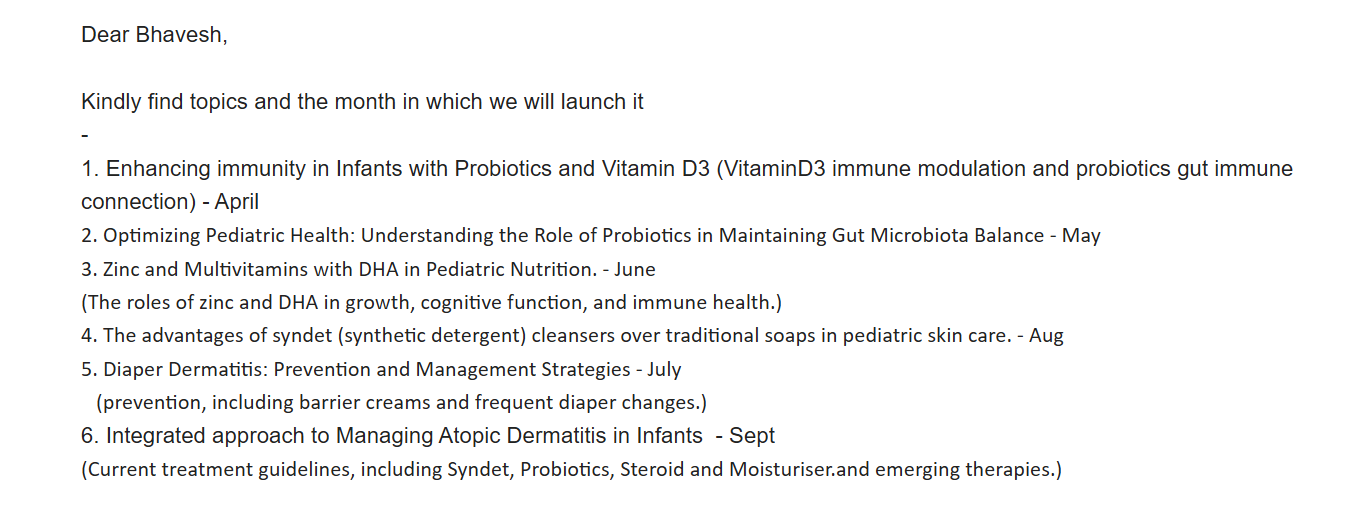 Dear Bhavesh,
Kindly find topics and the month in which we will launch it
-
1. Enhancing immunity in Infants with Probiotics and Vitamin D3 (VitaminD3 immune modulation and probiotics gut immune
connection) - April
2. Optimizing Pediatric Health: Understanding the Role of Probiotics in Maintaining Gut Microbiota Balance - May
3. Zinc and Multivitamins with DHA in Pediatric Nutrition. - June
(The roles of zinc and DHA in growth, cognitive function, and immune health.)
4. The advantages of syndet (synthetic detergent) cleansers over traditional soaps in pediatric skin care. - Aug
5. Diaper Dermatitis: Prevention and Management Strategies - July
(prevention, including barrier creams and frequent diaper changes.)
6. Integrated approach to Managing Atopic Dermatitis in Infants  - Sept
(Current treatment guidelines, including Syndet, Probiotics, Steroid and Moisturiser.and emerging therapies.)